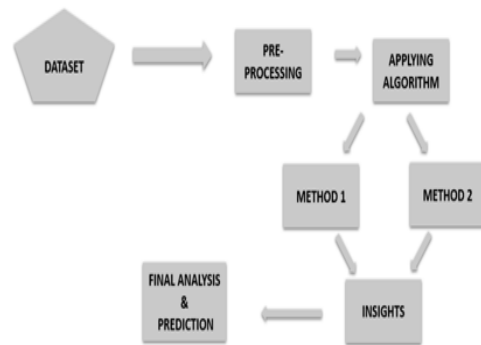 DATASET
PRE-
PROCESSING
APPLYING
ALGORITHM
METHOD 1
METHOD 2
FINAL ANALYSIS
&
PREDICTION
INSIGHTS